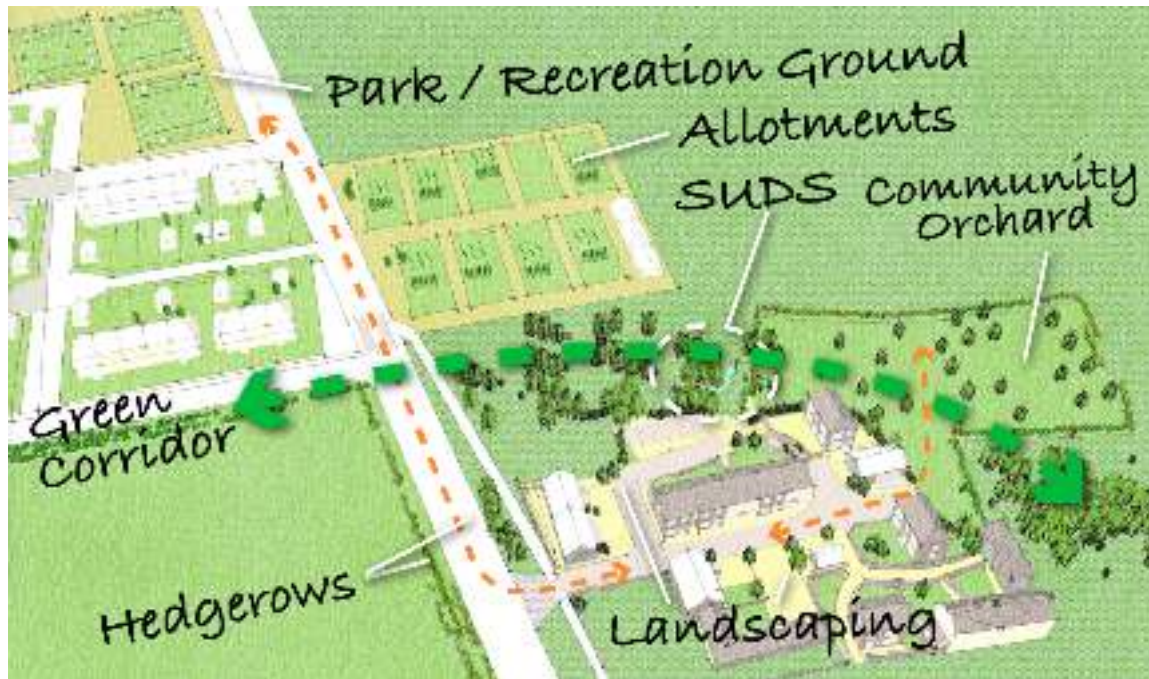 Park / Recreation Ground
Allotments
SUDS
Community
Orchard
Green
Corridor
Hedgerows
Landscaping